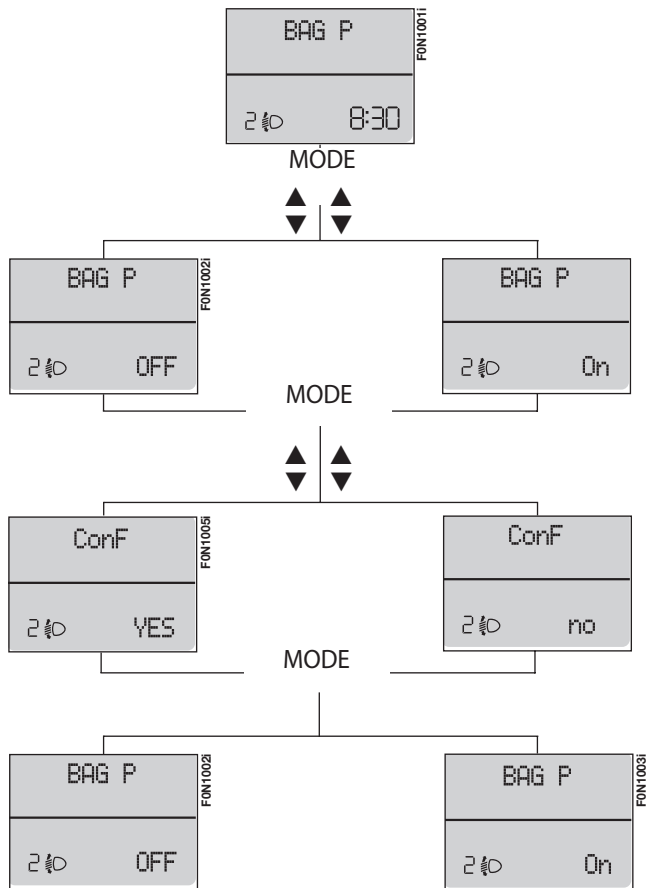 BAG P
F0N1001i
2 8:30
MODE
BAG P
F0N1002i
2 OFF
BAG P
2 On
MODE
ConF
F0N1005i
2 YES
ConF
2 no
MODE
BAG P
F0N1002i
2 OFF
BAG P
F0N1003i
2 On